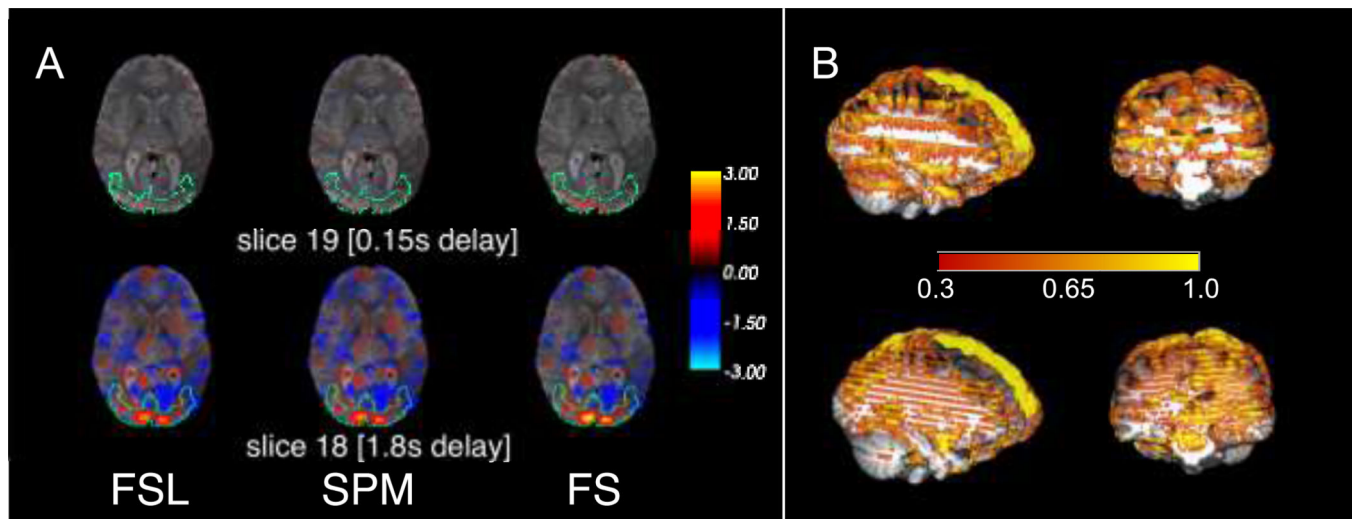 A
B
slice 19 [0.15s delay]
3.00
1.50
0.00
-1.50
-3.00
0.3 0.65 1.0
slice 18 [1.8s delay]
FSL SPM FS